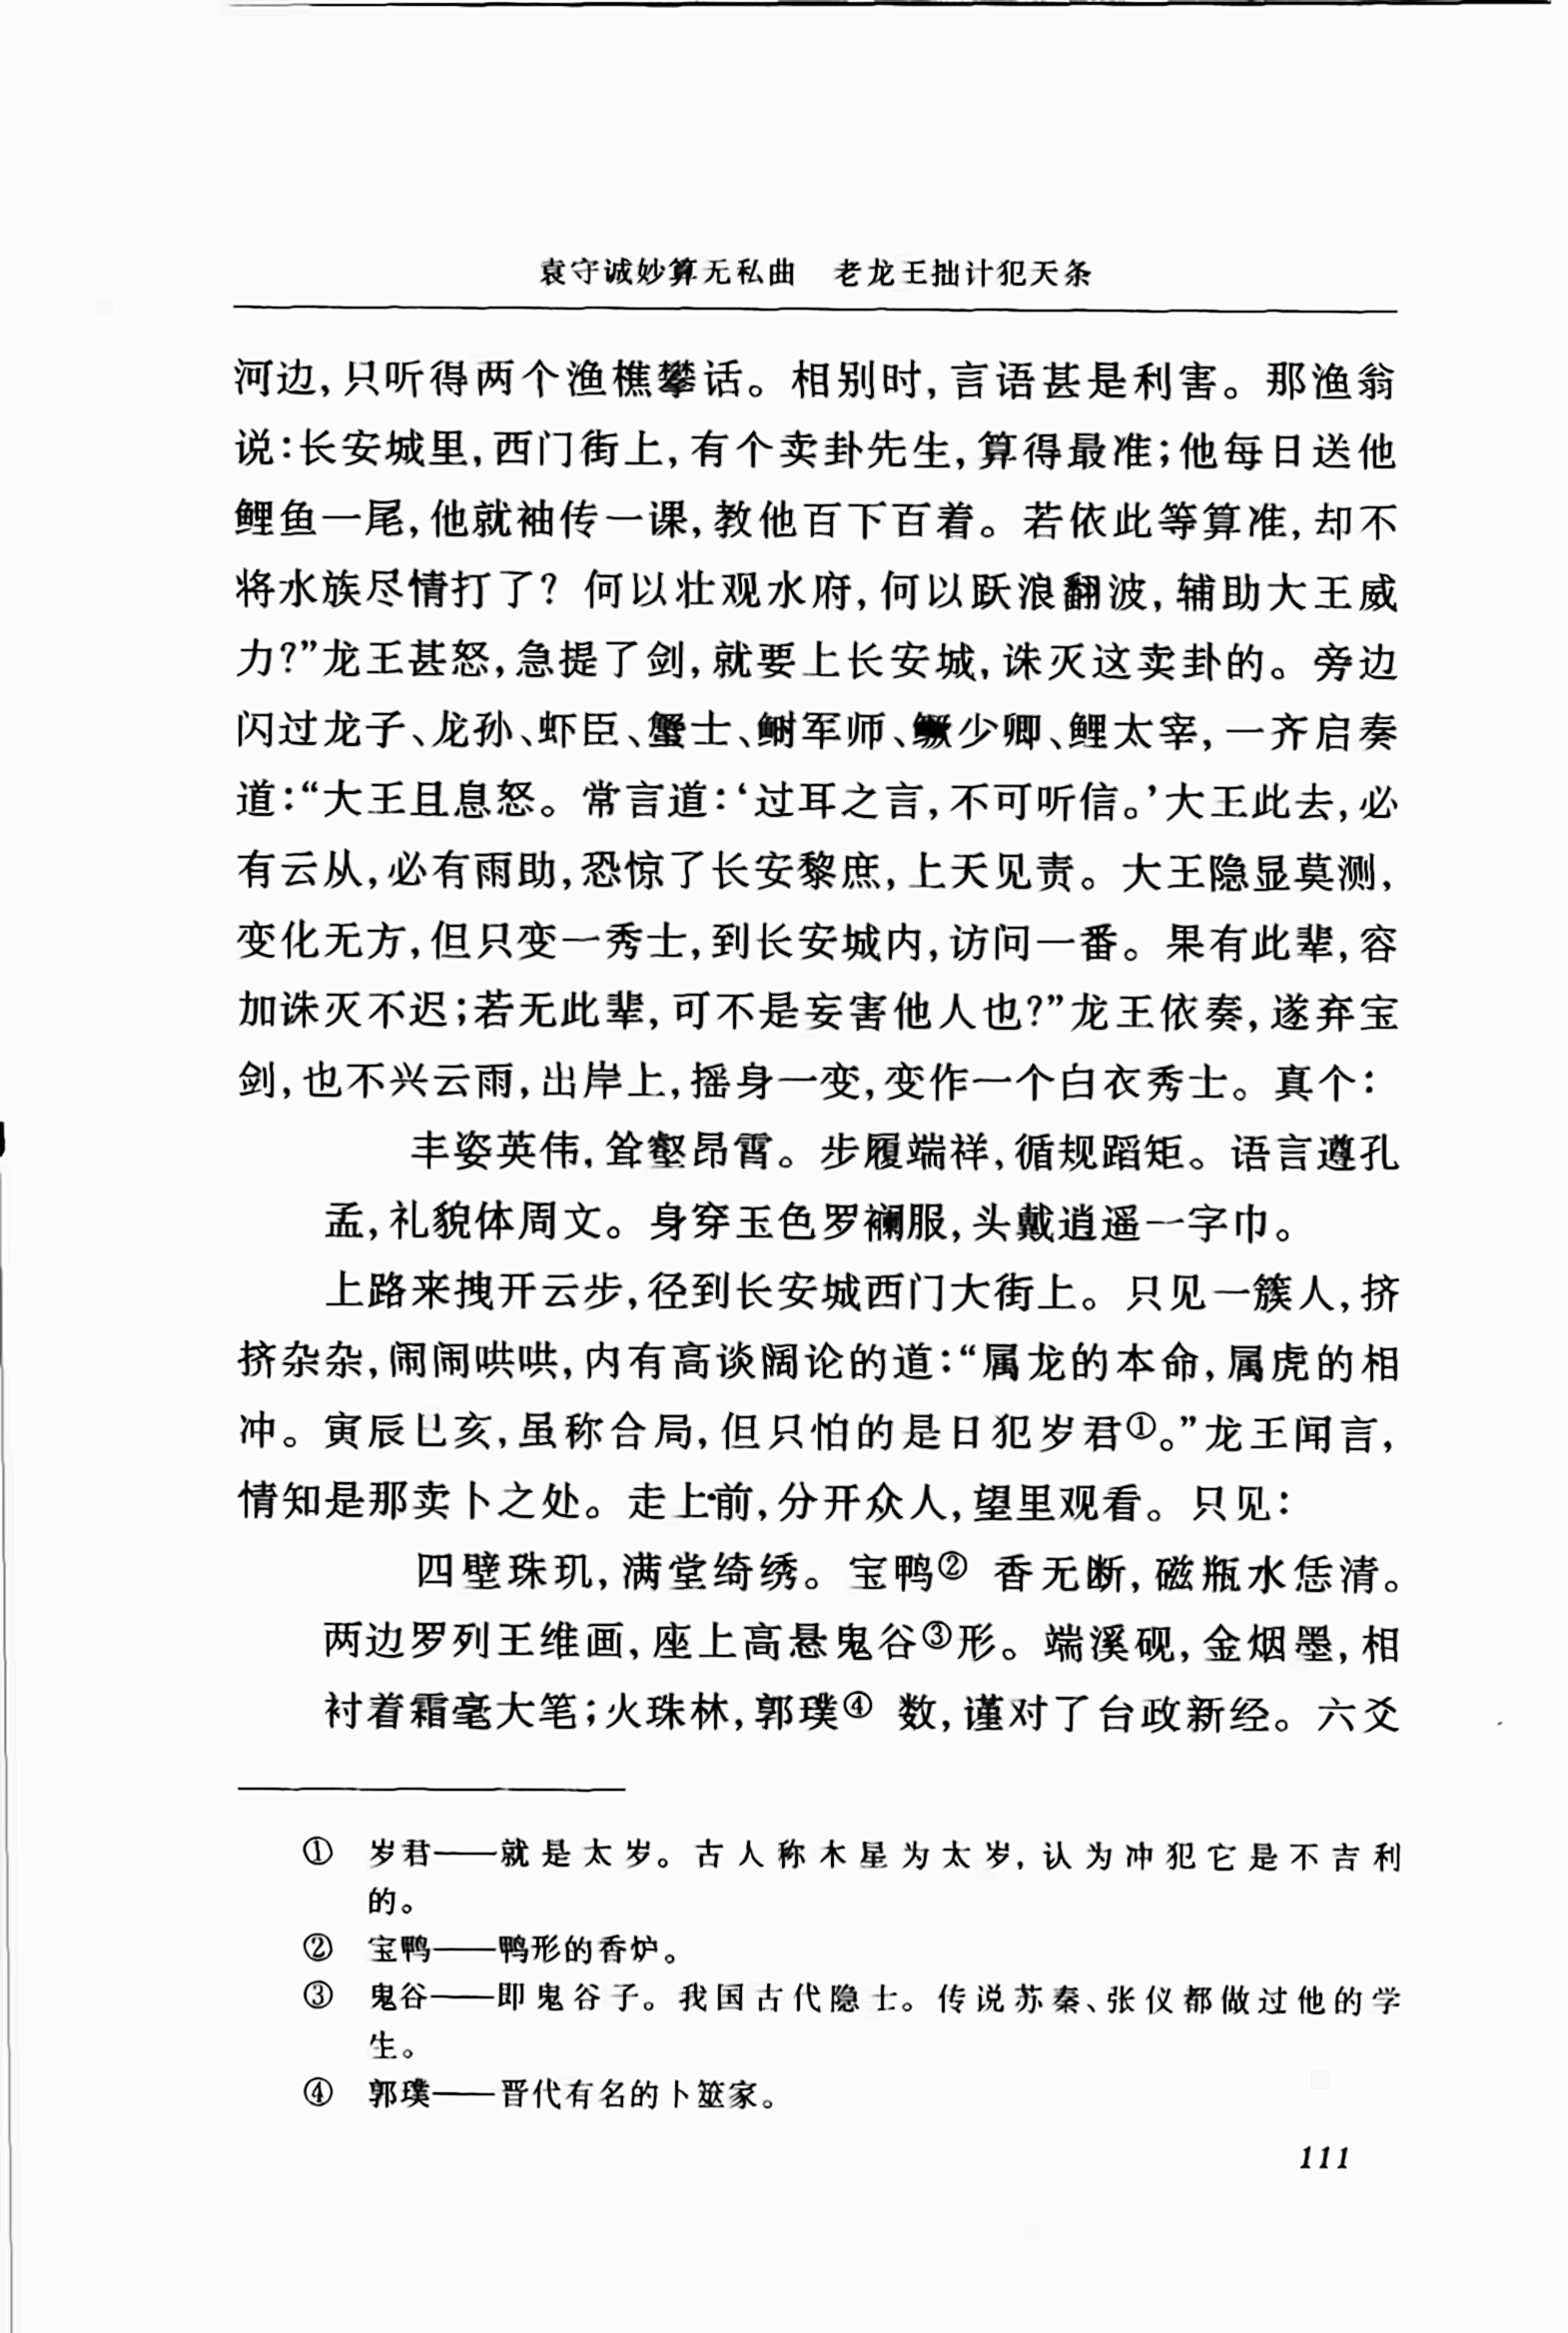 袁守诚妙算无私曲　老龙王拙计犯天条
河边,只听得两个渔樵攀话。相别时,言语甚是利害。那渔翁
说:长安城里,西门街上,有个卖卦先生,算得最准;他每日送他
鲤鱼一尾,他就袖传一课,教他百下百着。若依此等算准,却不
将水族尽情打了? 何以壮观水府,何以跃浪翻波,辅助大王威
力?”龙王甚怒,急提了剑,就要上长安城,诛灭这卖卦的。旁边
闪过龙子、龙孙、虾臣、蟹士、鲥军师、鳜少卿、鲤太宰,一齐启奏
道:“大王且息怒。常言道:‘过耳之言,不可听信。’大王此去,必
有云从,必有雨助,恐惊了长安黎庶,上天见责。大王隐显莫测,
变化无方,但只变一秀士,到长安城内,访问一番。果有此辈,容
加诛灭不迟;若无此辈,可不是妄害他人也?”龙王依奏,遂弃宝
剑,也不兴云雨,出岸上,摇身一变,变作一个白衣秀士。真个:
丰姿英伟,耸壑昂霄。步履端祥,循规蹈矩。语言遵孔
孟,礼貌体周文。身穿玉色罗襕服,头戴逍遥一字巾。
上路来拽开云步,径到长安城西门大街上。只见一簇人,挤
挤杂杂,闹闹哄哄,内有高谈阔论的道:“属龙的本命,属虎的相
冲。寅辰巳亥,虽称合局,但只怕的是日犯岁君①。”龙王闻言,
情知是那卖卜之处。走上前,分开众人,望里观看。只见:
四壁珠玑,满堂绮绣。宝鸭② 香无断,磁瓶水恁清。
两边罗列王维画,座上高悬鬼谷③形。端溪砚,金烟墨,相
衬着霜毫大笔;火珠林,郭璞④ 数,谨对了台政新经。六爻
① 岁君——就是太岁。古人称木星为太岁,认为冲犯它是不吉利
的。
② 宝鸭——鸭形的香炉。
③ 鬼谷——即鬼谷子。我国古代隐士。传说苏秦、张仪都做过他的学
生。
④ 郭璞——晋代有名的卜筮家。
111